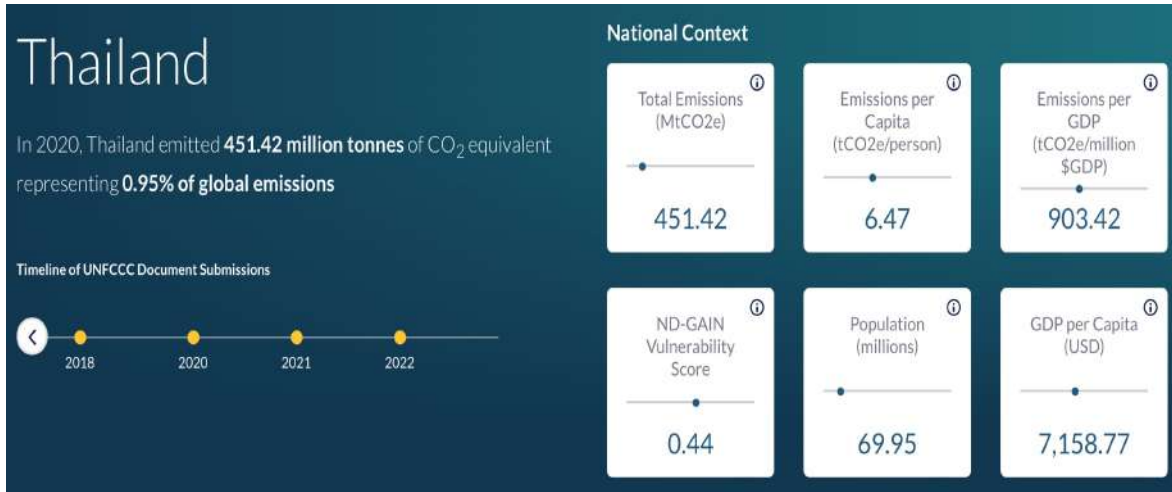 Thailand
In 2020, Thailand emitted 451.42 million tonnes of CO2 equivalent
representing 0.95% of global emissions
Timeline of UNFCCC Document Submissions
2018
2020
2021
2022
National Context
Total Emissions
(MtCO2e)
451.42
Emissions per
Capita
(tCO2e/person)
6.47
Emissions per
GDP
(tCO2e/million
$GDP)
903.42
ND-GAIN
Vulnerability
Score
0.44
Population
(millions)
69.95
GDP per Capita
(USD)
7,158.77